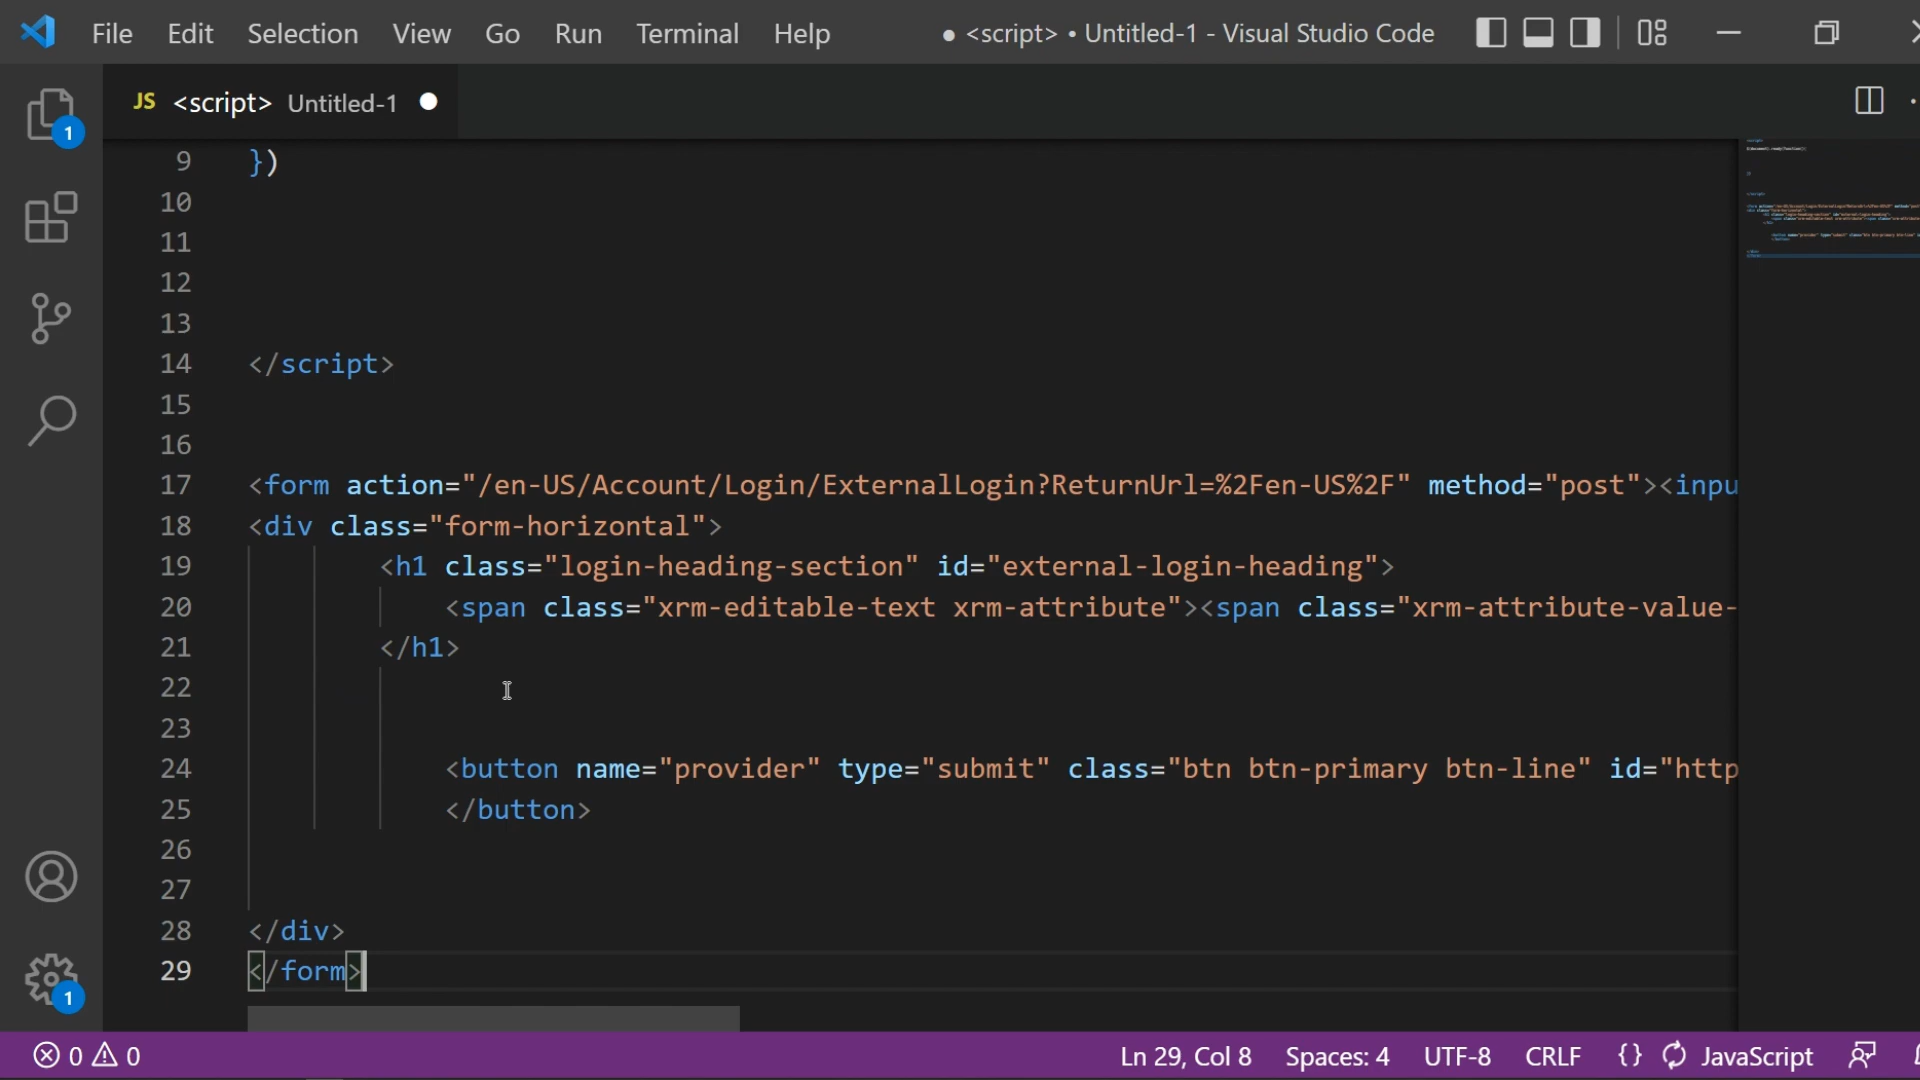 File Edit Selection View Go Run Terminal Help ● <script> • Untitled-1 - Visual Studio Code
JS <script> Untitled-1 ●
1
9 })
10
11
12
13
14 </script>
15
16
17 <form action="/en-US/Account/Login/ExternalLogin?ReturnUrl=%2Fen-US%2F" method="post"><inpu
18 <div class="form-horizontal">
19 <h1 class="login-heading-section" id="external-login-heading">
20 <span class="xrm-editable-text xrm-attribute"><span class="xrm-attribute-value-
21 </h1>
22
23
24 <button name="provider" type="submit" class="btn btn-primary btn-line" id="http
25 </button>
26
27
28 </div>
29 </form>
1
0 0 Ln 29, Col 8 Spaces: 4 UTF-8 CRLF {} JavaScript